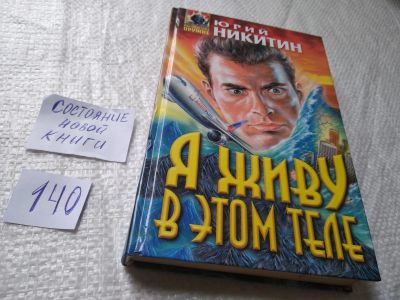 ЮРИЙ
НИКИТИН
Я ЖИВУ
В ЭТОМ ТЕЛЕ
СОСТОЯНИЕ
НОВОЙ
КНИГИ
140